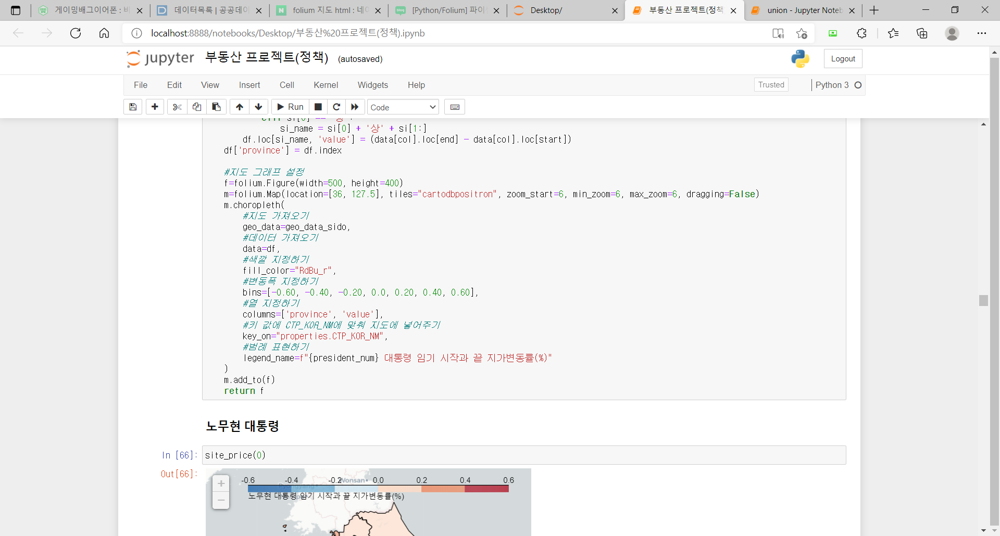 게이밍배그이어폰 : 네
데이터목록 | 공공데이
folium 지도 html : 네이
[Python/Folium] 파이
Desktop/
부동산 프로젝트(정책
union - Jupyter Noteb
localhost:8888/notebooks/Desktop/부동산%20프로젝트(정책).ipynb
jupyter 부동산 프로젝트(정책) (autosaved)
Logout
File Edit View Insert Cell Kernel Widgets Help
Trusted
Python 3
Run
Code
si_name = si[0] + '상' + si[1:]
df.loc[si_name, 'value'] = (data[col].loc[end] - data[col].loc[start])
df['province'] = df.index
#지도 그래프 설정
f=folium.Figure(width=500, height=400)
m=folium.Map(location=[36, 127.5], tiles="cartodbpositron", zoom_start=6, min_zoom=6, max_zoom=6, dragging=False)
m.choropleth(
#지도 가져오기
geo_data=geo_data_sido,
#데이터 가져오기
data=df,
#색깔 지정하기
fill_color="RdBu_r",
#변동폭 지정하기
bins=[-0.60, -0.40, -0.20, 0.0, 0.20, 0.40, 0.60],
#열 지정하기
columns=['province', 'value'],
#키 값에 CTP_KOR_NM에 맞춰 지도에 넣어주기
key_on="properties.CTP_KOR_NM",
#범례 표현하기
legend_name=f"{president_num} 대통령 임기 시작과 끝 지가변동률(%)"
)
m.add_to(f)
return f
노무현 대통령
In [66]: site_price(0)
Out[66]:
+
−
-0.6 -0.4 -0.2 0.0 0.2 0.4 0.6
Wonsan
노무현 대통령 임기 시작과 끝 지가변동률(%)